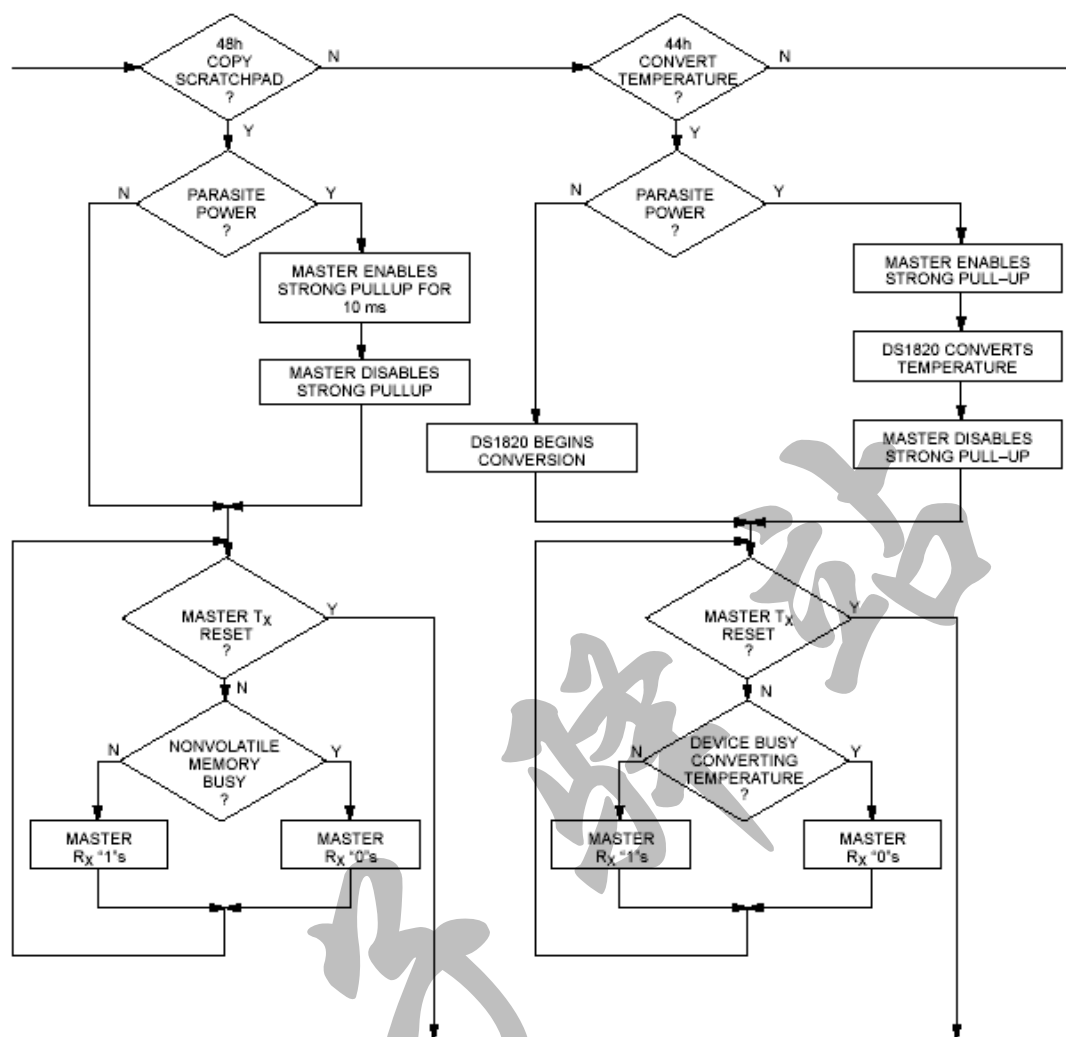 48h
COPY
SCRATCHPAD
?
N
Y
44h
CONVERT
TEMPERATURE
?
N
Y
PARASITE
POWER
?
N
Y
MASTER ENABLES
STRONG PULLUP FOR
10 ms
MASTER DISABLES
STRONG PULLUP
PARASITE
POWER
?
N
Y
MASTER ENABLES
STRONG PULL–UP
DS1820 CONVERTS
TEMPERATURE
DS1820 BEGINS
CONVERSION
MASTER DISABLES
STRONG PULL–UP
MASTER TX
RESET
?
Y
N
NONVOLATILE
MEMORY
BUSY
?
N
Y
MASTER
RX “1”s
MASTER
RX “0”s
MASTER TX
RESET
?
Y
N
DEVICE BUSY
CONVERTING
TEMPERATURE
?
N
Y
MASTER
RX “1”s
MASTER
RX “0”s